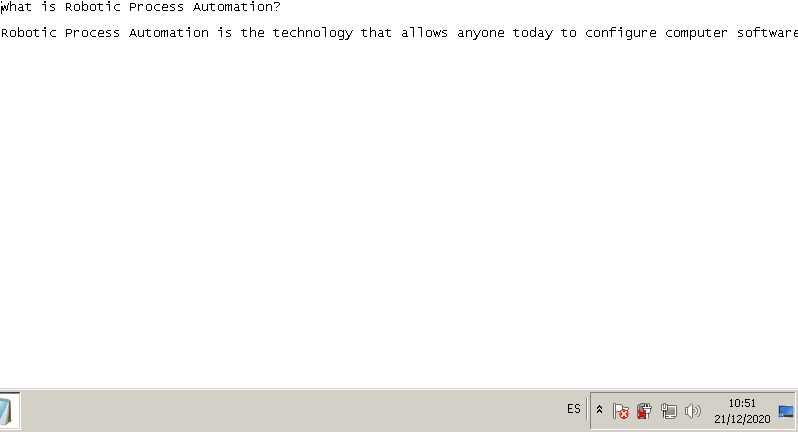 What is Robotic Process Automation?
Robotic Process Automation is the technology that allows anyone today to configure computer software
ES
10:51
21/12/2020